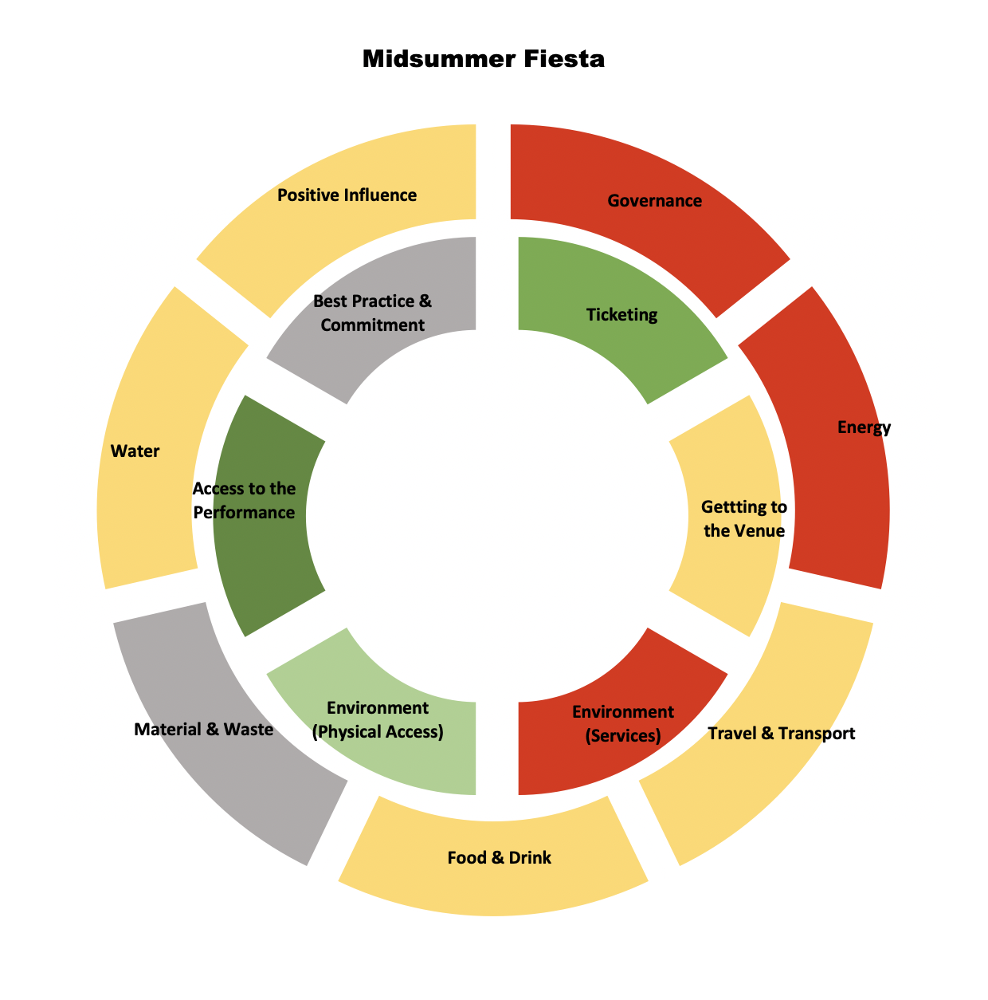 Midsummer Fiesta
Positive Influence
Governance
Best Practice &
Commitment
Ticketing
Energy
Water
Access to the
Performance
Gettting to
the Venue
Environment
(Physical Access)
Environment
(Services)
Material & Waste
Travel & Transport
Food & Drink